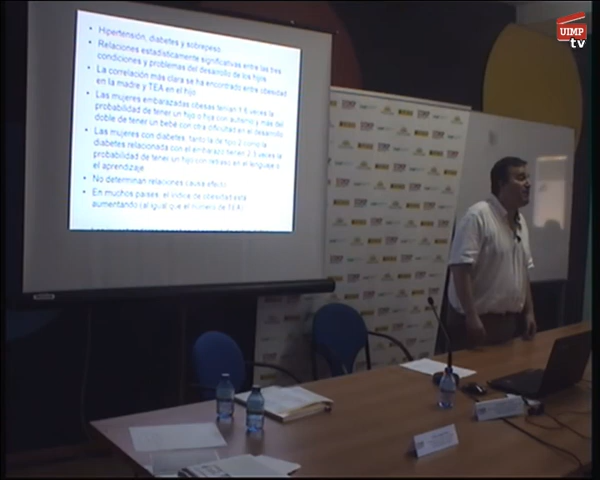 UIMP
tv
• Hipertensión, diabetes y sobrepeso
• Relaciones estadísticamente significativas entre las tres
condiciones y problemas del desarrollo de los hijos
• La correlación más clara se ha encontrado entre obesidad
en la madre y TEA en el hijo
• Las mujeres embarazadas obesas tenían 1.6 veces la
probabilidad de tener un hijo o hija con autismo y más del
doble de tener un bebé con otra dificultad en el desarrollo
• Las mujeres con diabetes, tanto la de tipo 2 como la
diabetes relacionada con el embarazo tenían 2.5 veces la
probabilidad de tener un hijo con retraso en el lenguaje o
el aprendizaje
• No determinan relaciones causa efecto
• En muchos países, el índice de obesidad está
aumentando (al igual que el número de TEA)